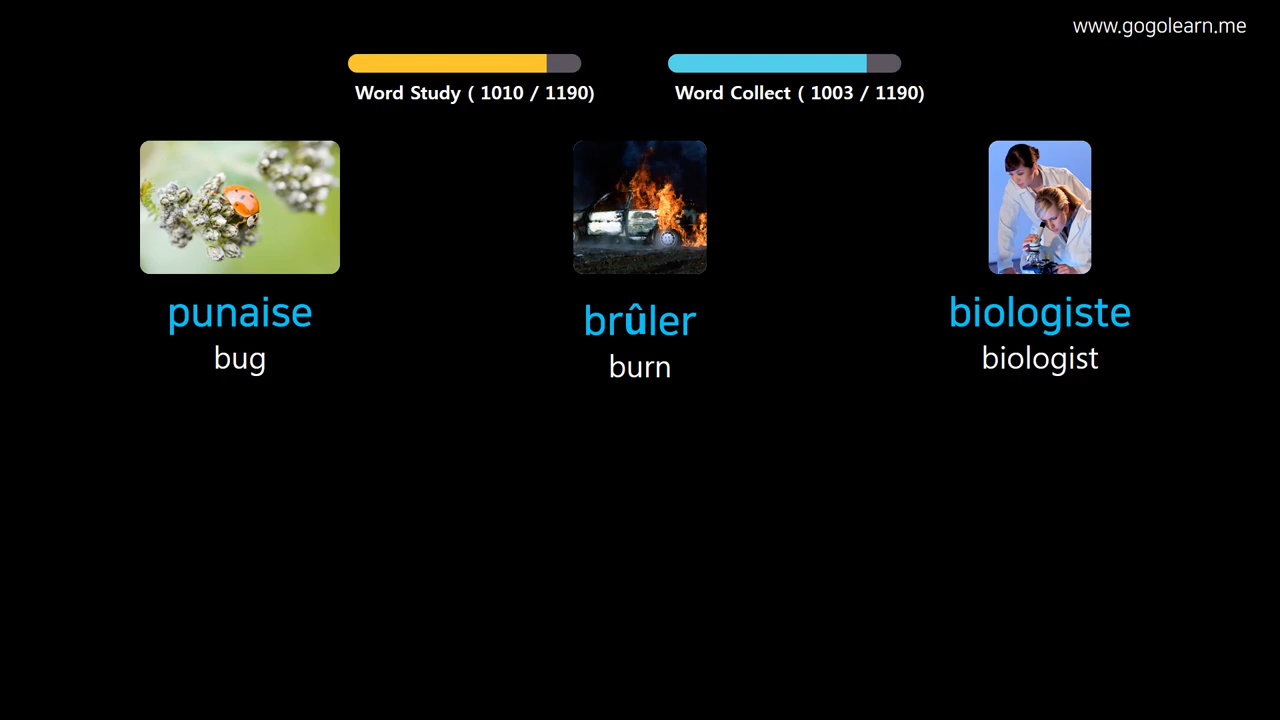 www.gogolearn.me
Word Study ( 1010 / 1190)
Word Collect ( 1003 / 1190)
punaise
bug
brûler
burn
biologiste
biologist